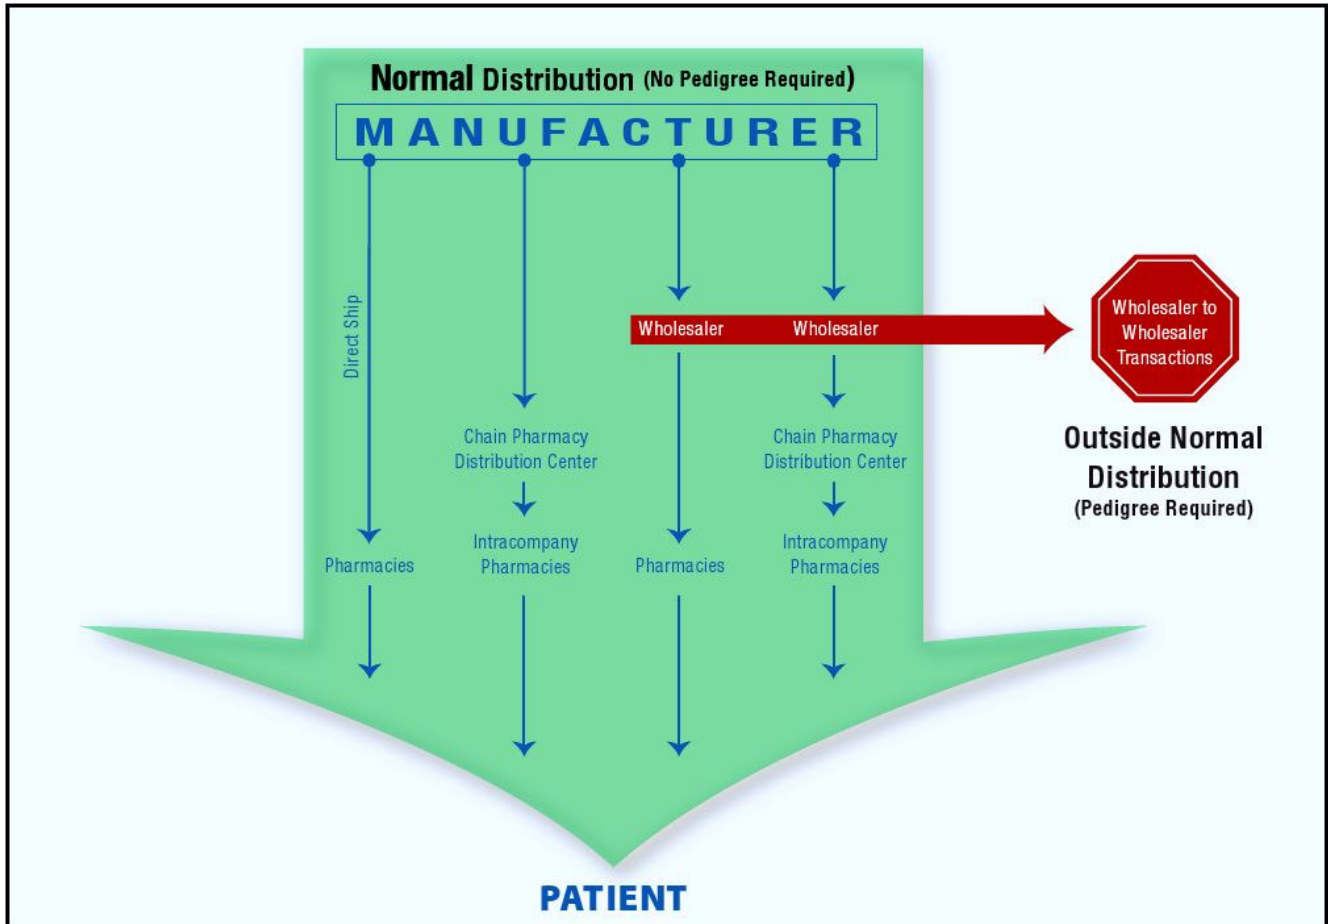 Normal Distribution (No Pedigree Required)
MANUFACTURER
Direct Ship
Wholesaler
Wholesaler
Wholesaler to
Wholesaler
Transactions
Outside Normal
Distribution
(Pedigree Required)
Chain Pharmacy
Distribution Center
Chain Pharmacy
Distribution Center
Pharmacies
Intracompany
Pharmacies
Pharmacies
Intracompany
Pharmacies
PATIENT